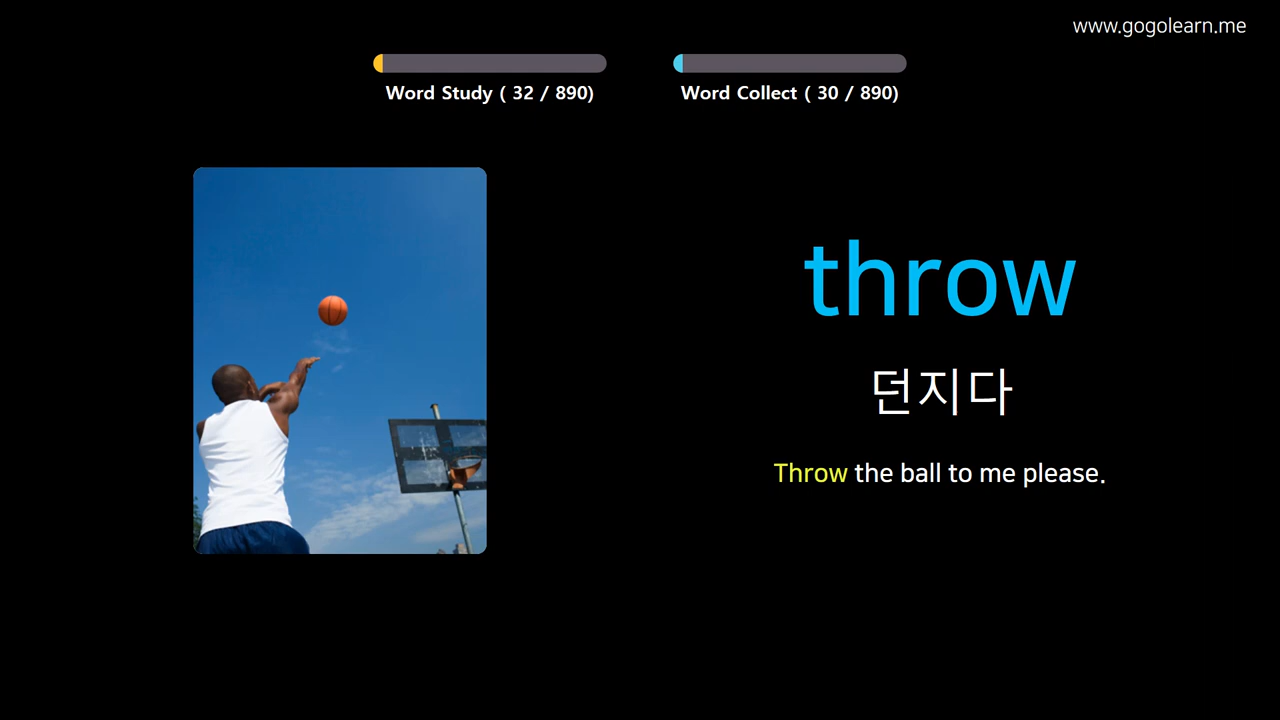 www.gogolearn.me
Word Study ( 32 / 890)
Word Collect ( 30 / 890)
throw
던지다
Throw the ball to me please.